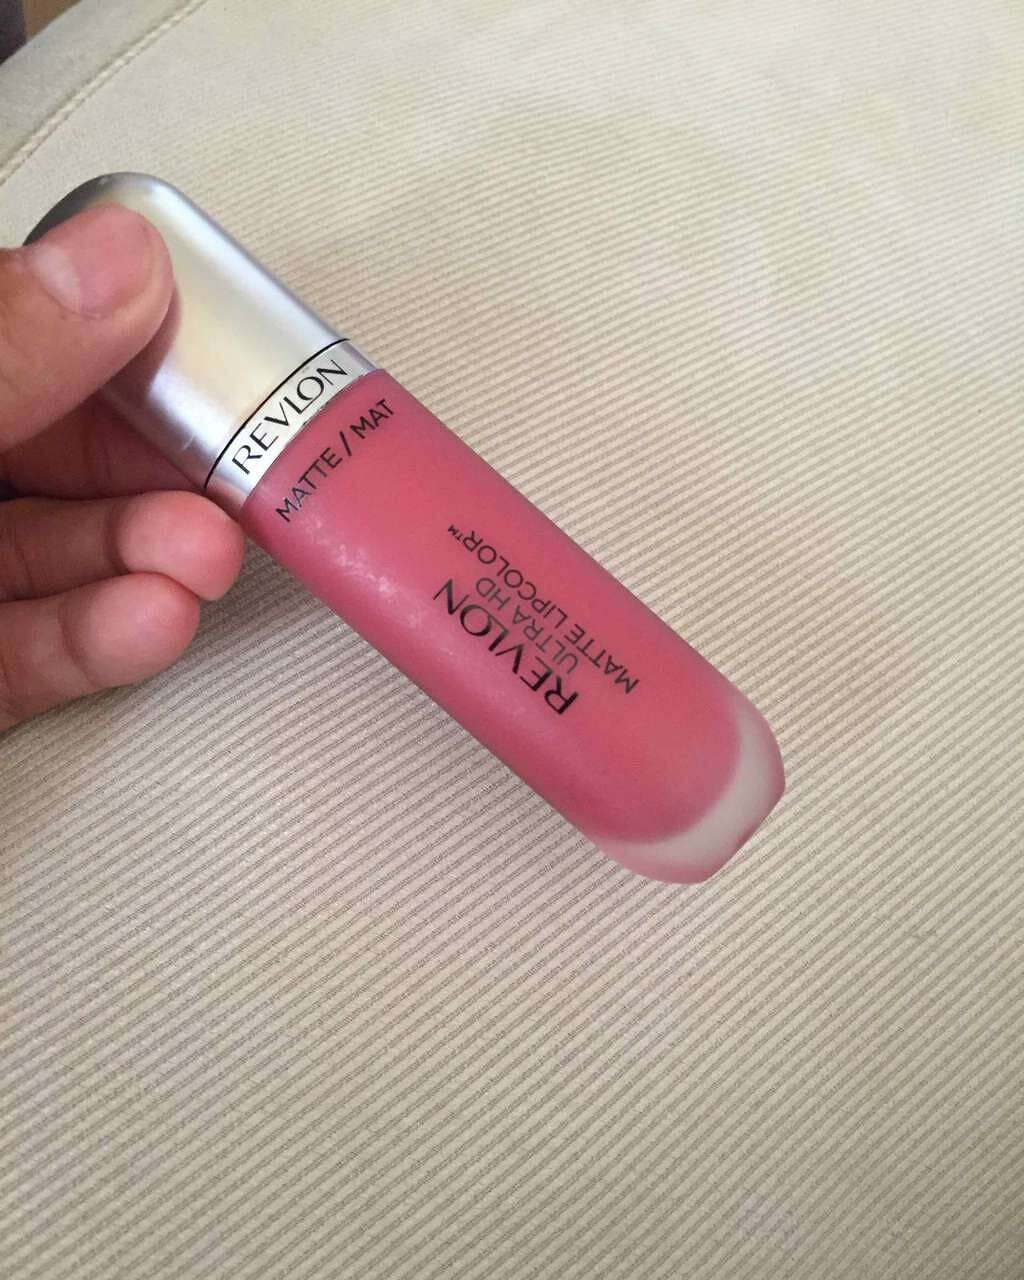 REVLON
MATTE / MAT
REVLON
ULTRA HD
MATTE LIPCOLOR™